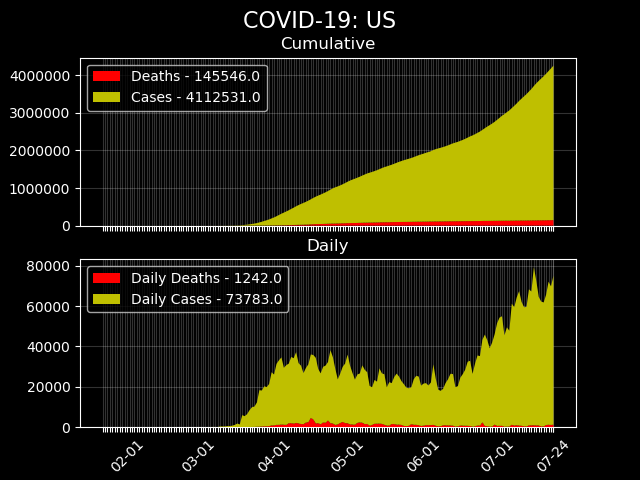 COVID-19: US
Cumulative
Deaths - 145546.0
Cases - 4112531.0
4000000
3000000
2000000
1000000
0
Daily
Daily Deaths - 1242.0
Daily Cases - 73783.0
80000
60000
40000
20000
0
02-01
03-01
04-01
05-01
06-01
07-01
07-24